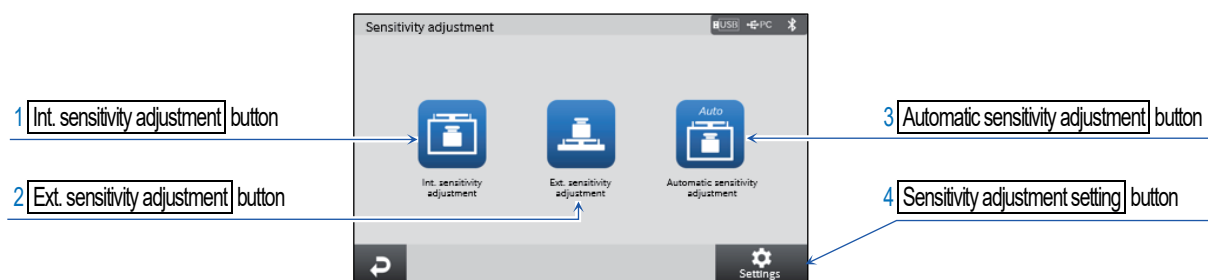 Sensitivity adjustment
USB PC
1 Int. sensitivity adjustment button
2 Ext. sensitivity adjustment button
Auto
Int. sensitivity
adjustment
Ext. sensitivity
adjustment
Automatic sensitivity
adjustment
3 Automatic sensitivity adjustment button
4 Sensitivity adjustment setting button
Settings